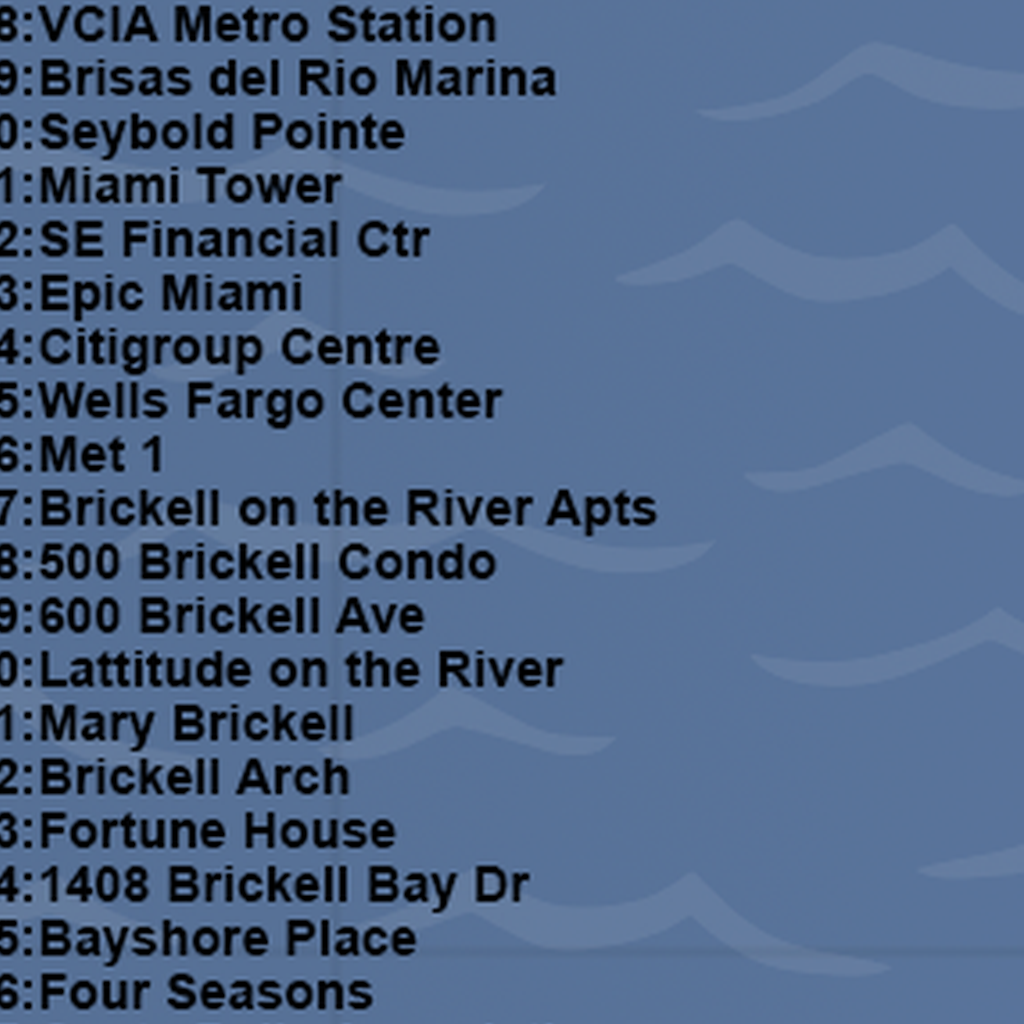 8:VCIA Metro Station
9:Brisas del Rio Marina
0:Seybold Pointe
1:Miami Tower
2:SE Financial Ctr
3:Epic Miami
4:Citigroup Centre
5:Wells Fargo Center
6:Met 1
7:Brickell on the River Apts
8:500 Brickell Condo
9:600 Brickell Ave
0:Lattitude on the River
1:Mary Brickell
2:Brickell Arch
3:Fortune House
4:1408 Brickell Bay Dr
5:Bayshore Place
6:Four Seasons